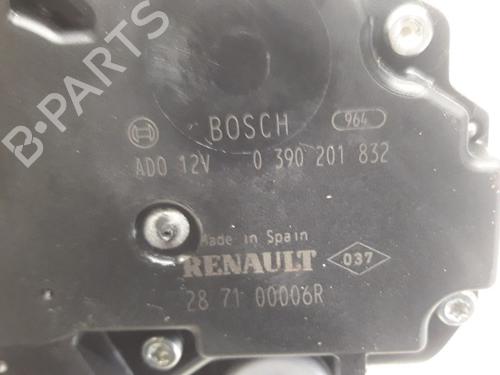 B-PARTS
BOSCH 964
ADO 12V 0 390 201 832
Made in Spain
RENAULT 037
28 71 00006R